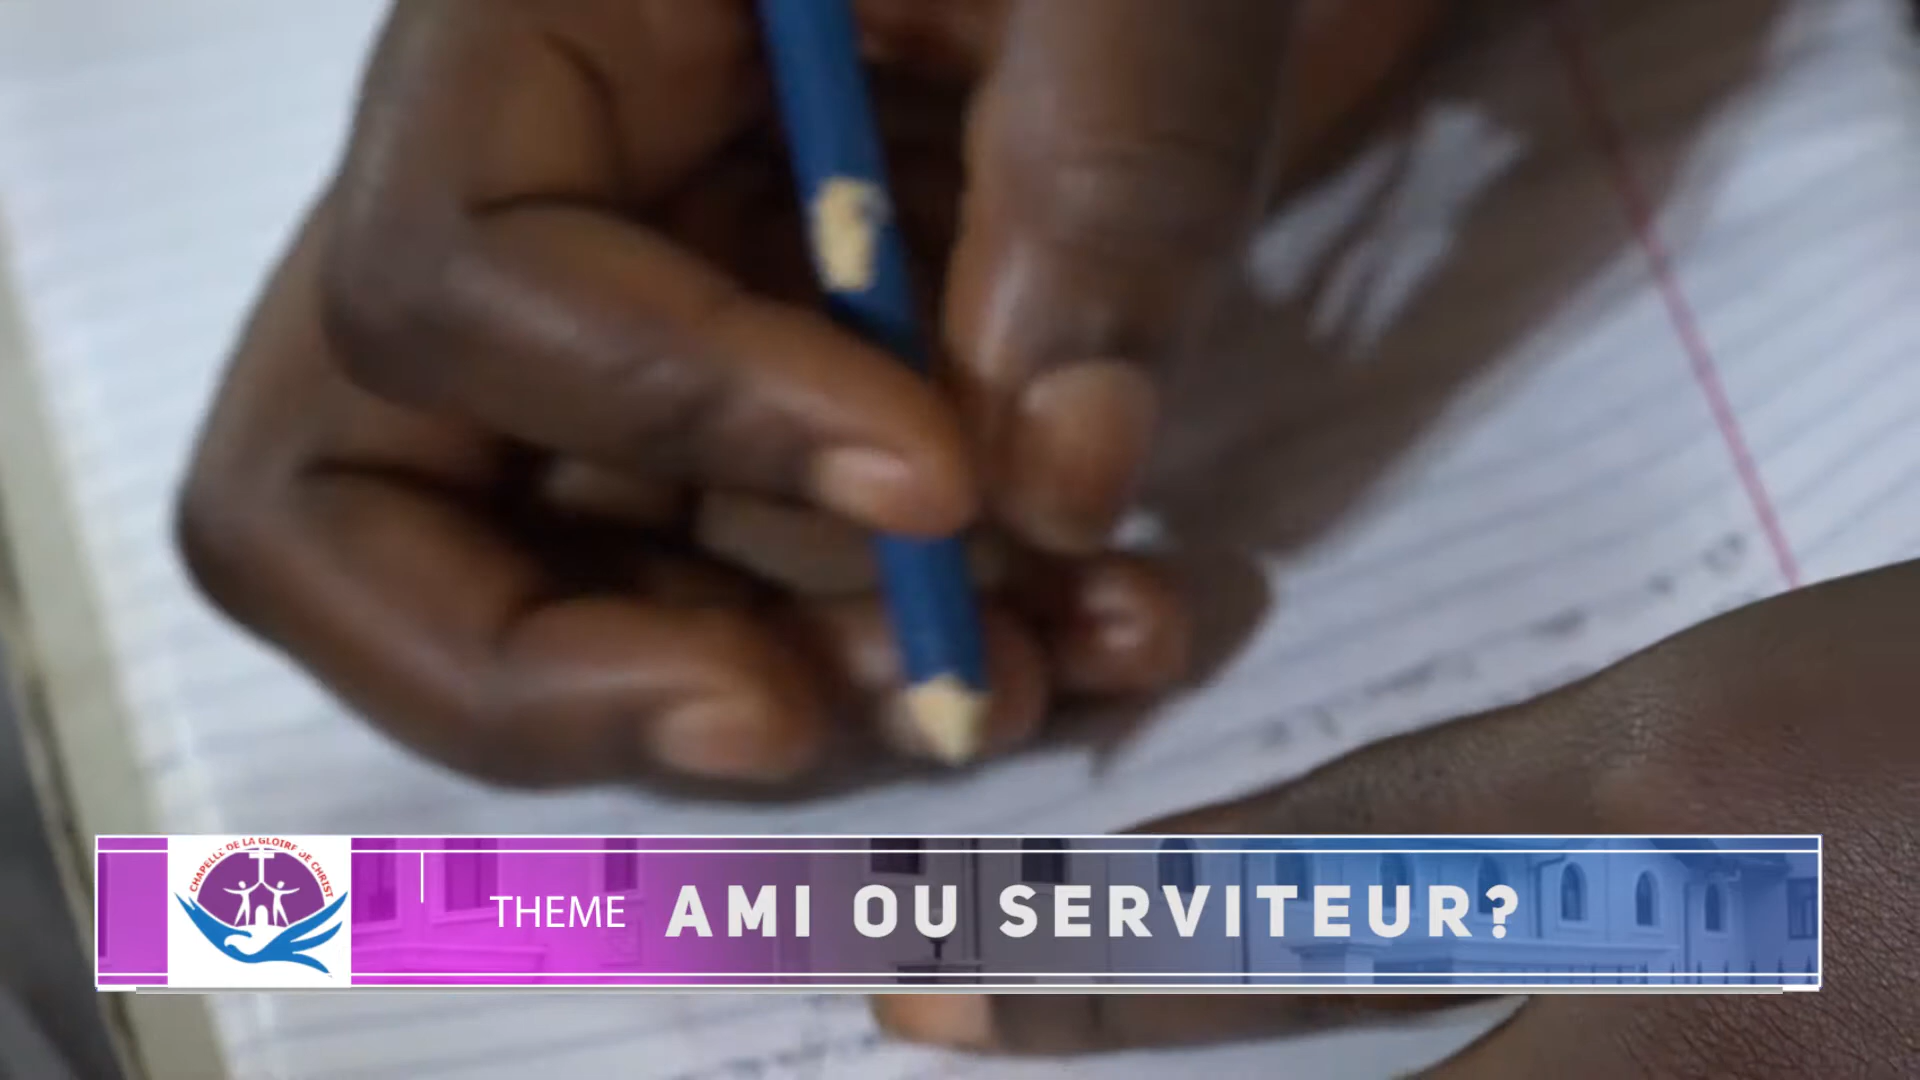 CHAPELLE DE LA GLOIRE DE CHRIST
THEME AMI OU SERVITEUR?